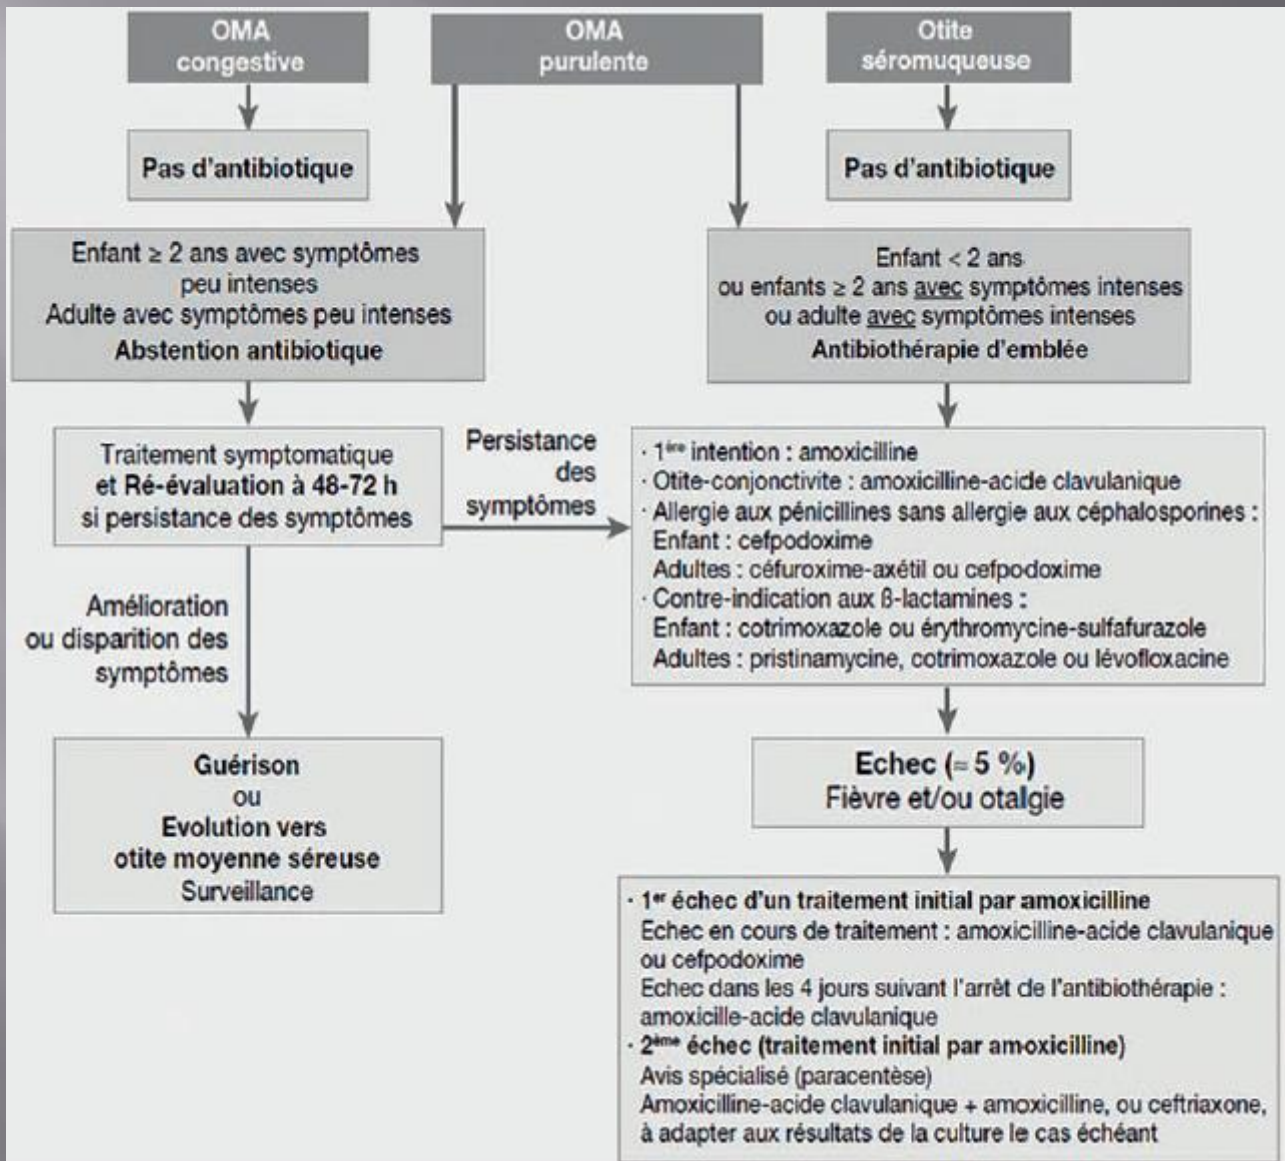 OMA
congestive
OMA
purulente
Otite
séromuqueuse
Pas d'antibiotique
Pas d'antibiotique
Enfant ≥ 2 ans avec symptômes
peu intenses
Adulte avec symptômes peu intenses
Abstention antibiotique
Enfant < 2 ans
ou enfants ≥ 2 ans avec symptômes intenses
ou adulte avec symptômes intenses
Antibiothérapie d'emblée
Traitement symptomatique
et Ré-évaluation à 48-72 h
si persistance des symptômes
Persistance
des
symptômes
· 1ère intention : amoxicilline
· Otite-conjonctivite : amoxicilline-acide clavulanique
· Allergie aux pénicillines sans allergie aux céphalosporines :
Enfant : cefpodoxime
Adultes : céfuroxime-axétil ou cefpodoxime
· Contre-indication aux ß-lactamines :
Enfant : cotrimoxazole ou érythromycine-sulfafurazole
Adultes : pristinamycine, cotrimoxazole ou lévofloxacine
Amélioration
ou disparition des
symptômes
Guérison
ou
Evolution vers
otite moyenne séreuse
Surveillance
Echec (≈ 5 %)
Fièvre et/ou otalgie
· 1er échec d'un traitement initial par amoxicilline
Echec en cours de traitement : amoxicilline-acide clavulanique
ou cefpodoxime
Echec dans les 4 jours suivant l'arrêt de l'antibiothérapie :
amoxicille-acide clavulanique
· 2ème échec (traitement initial par amoxicilline)
Avis spécialisé (paracentèse)
Amoxicilline-acide clavulanique + amoxicilline, ou ceftriaxone,
à adapter aux résultats de la culture le cas échéant